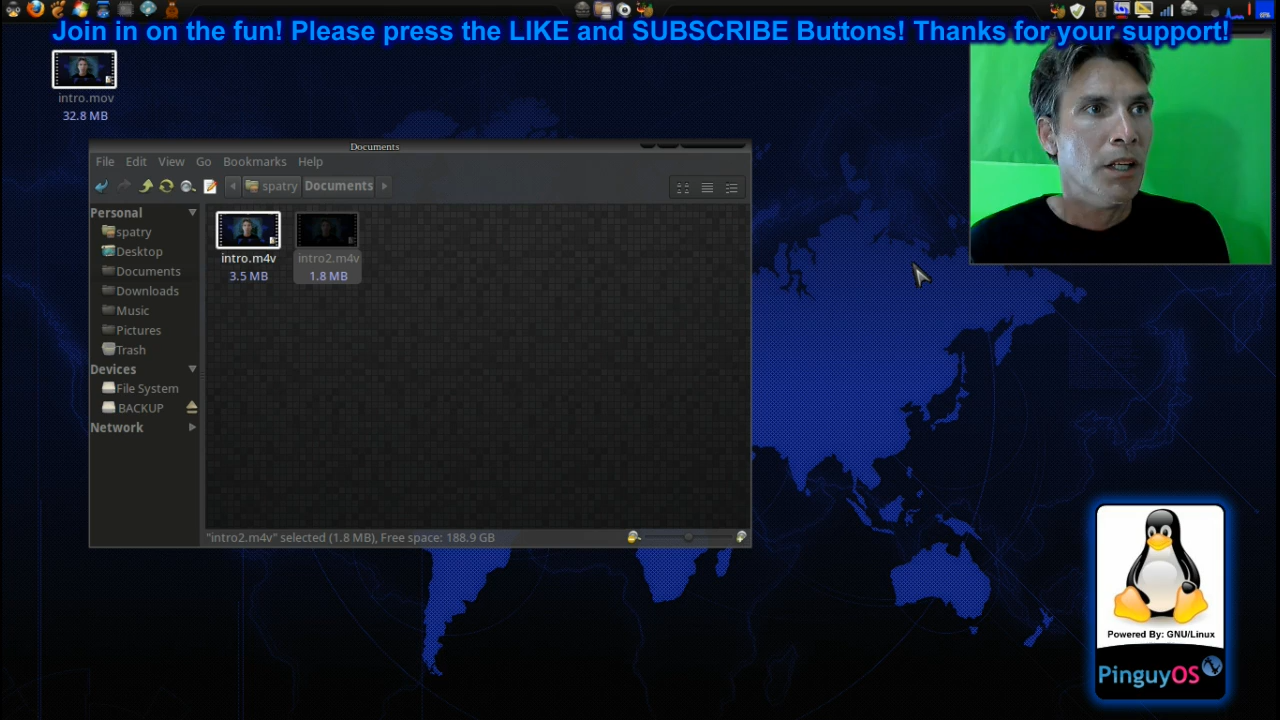 Join in on the fun! Please press the LIKE and SUBSCRIBE Buttons! Thanks for your support!
intro.mov
32.8 MB
Documents
File Edit View Go Bookmarks Help
spatry Documents
Personal
spatry
Desktop
Documents
Downloads
Music
Pictures
Trash
Devices
File System
BACKUP
Network
intro.m4v
3.5 MB
intro2.m4v
1.8 MB
"intro2.m4v" selected (1.8 MB), Free space: 188.9 GB
Powered By: GNU/Linux
PinguyOS